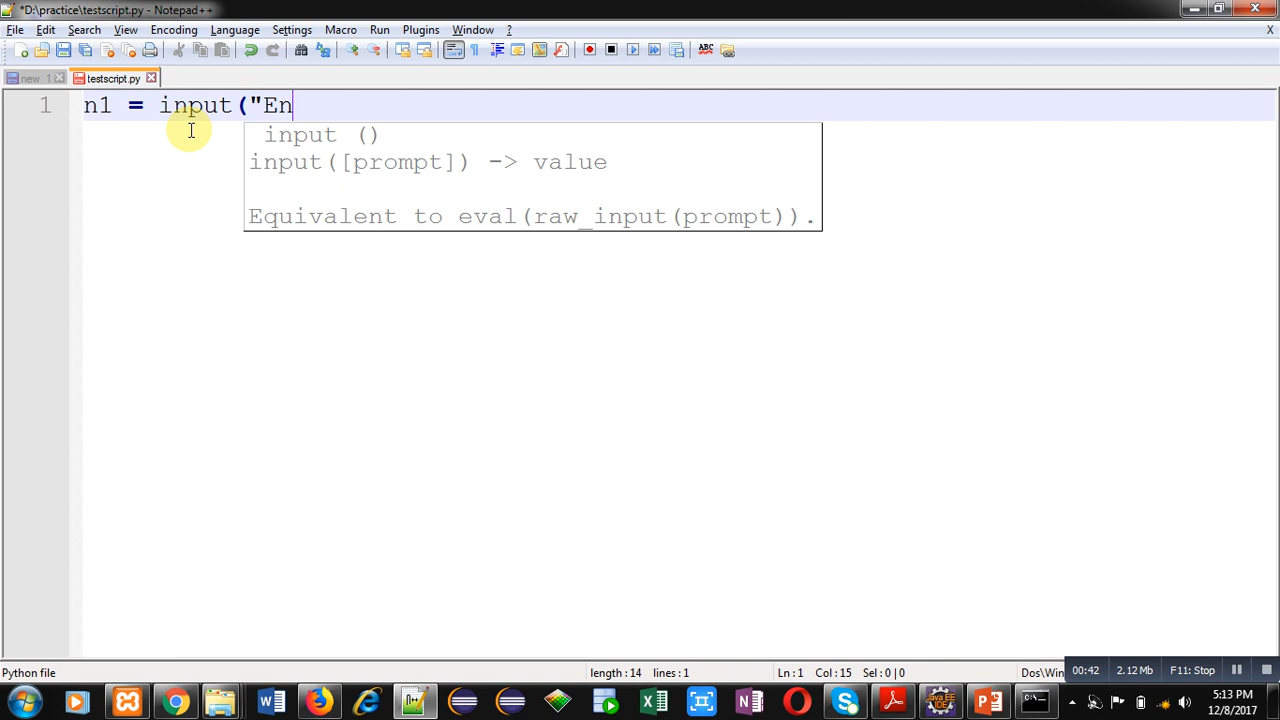 *D:\practice\testscript.py - Notepad++
File Edit Search View Encoding Language Settings Macro Run Plugins Window ? X
ABC
new 1 testscript.py
1 n1 = input("En
input ()
input([prompt]) -> value
Equivalent to eval(raw_input(prompt)).
Python file length : 14 lines : 1 Ln : 1 Col : 15 Sel : 0 | 0 Dos\Win 00:42 2.12 Mb F11: Stop
5:13 PM
12/8/2017